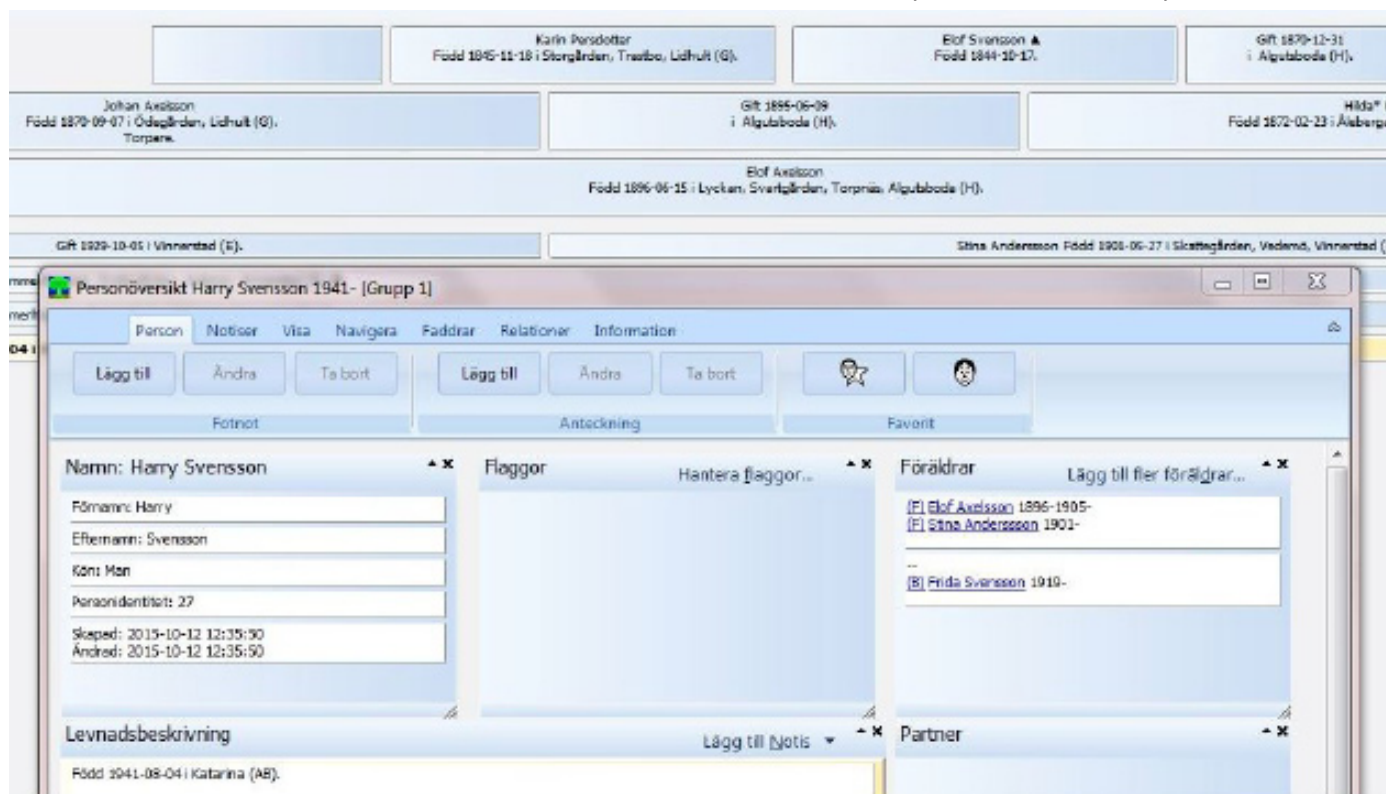 Karin Persdotter
Född 1845-11-18 i Storgården, Trastbo, Lidhult (G).
Elof Svensson ▲
Född 1844-10-17.
Gift 1870-12-31
i Algutsboda (H).
Johan Axelsson
Född 1870-09-07 i Ödegården, Lidhult (G).
Torpare.
Gift 1895-06-09
i Algutsboda (H).
Hilda*
Född 1872-02-23 i Åleberg
Elof Axelsson
Född 1896-06-15 i Lyckan, Svartgården, Torpnäs, Algutsboda (H).
Gift 1929-10-05 i Vinnerstad (E).
Stina Andersson Född 1901-05-27 i Skattegården, Vedemö, Vinnerstad (
04 i
Personöversikt Harry Svensson 1941- [Grupp 1]
Person Notiser Visa Navigera Faddrar Relationer Information
Lägg till Ändra Ta bort Lägg till Ändra Ta bort
Fotnot Anteckning Favorit
Namn: Harry Svensson
Förnamn: Harry
Efternamn: Svensson
Kön: Man
Personidentitet: 27
Skapad: 2015-10-12 12:35:50
Ändrad: 2015-10-12 12:35:50
Flaggor Hantera flaggor...
Föräldrar Lägg till fler föräldrar...
(F) Elof Axelsson 1896-1905-
(F) Stina Anderssson 1901-
--
(B) Frida Svensson 1919-
Levnadsbeskrivning Lägg till Notis
Född 1941-08-04 i Katarina (AB).
Partner